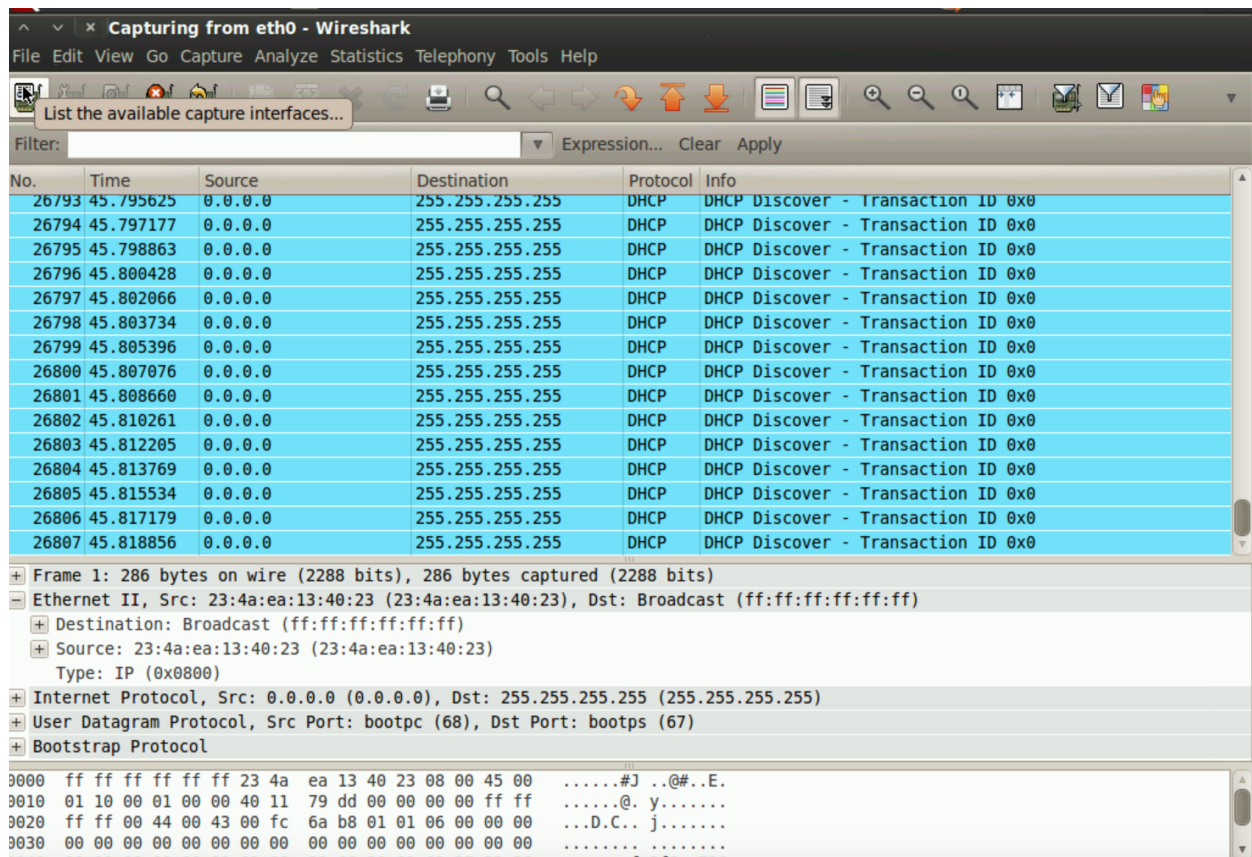 Capturing from eth0 - Wireshark
File Edit View Go Capture Analyze Statistics Telephony Tools Help
List the available capture interfaces...
Filter: Expression... Clear Apply
No. Time Source Destination Protocol Info
26793 45.795625 0.0.0.0 255.255.255.255 DHCP DHCP Discover - Transaction ID 0x0
26794 45.797177 0.0.0.0 255.255.255.255 DHCP DHCP Discover - Transaction ID 0x0
26795 45.798863 0.0.0.0 255.255.255.255 DHCP DHCP Discover - Transaction ID 0x0
26796 45.800428 0.0.0.0 255.255.255.255 DHCP DHCP Discover - Transaction ID 0x0
26797 45.802066 0.0.0.0 255.255.255.255 DHCP DHCP Discover - Transaction ID 0x0
26798 45.803734 0.0.0.0 255.255.255.255 DHCP DHCP Discover - Transaction ID 0x0
26799 45.805396 0.0.0.0 255.255.255.255 DHCP DHCP Discover - Transaction ID 0x0
26800 45.807076 0.0.0.0 255.255.255.255 DHCP DHCP Discover - Transaction ID 0x0
26801 45.808660 0.0.0.0 255.255.255.255 DHCP DHCP Discover - Transaction ID 0x0
26802 45.810261 0.0.0.0 255.255.255.255 DHCP DHCP Discover - Transaction ID 0x0
26803 45.812205 0.0.0.0 255.255.255.255 DHCP DHCP Discover - Transaction ID 0x0
26804 45.813769 0.0.0.0 255.255.255.255 DHCP DHCP Discover - Transaction ID 0x0
26805 45.815534 0.0.0.0 255.255.255.255 DHCP DHCP Discover - Transaction ID 0x0
26806 45.817179 0.0.0.0 255.255.255.255 DHCP DHCP Discover - Transaction ID 0x0
26807 45.818856 0.0.0.0 255.255.255.255 DHCP DHCP Discover - Transaction ID 0x0
Frame 1: 286 bytes on wire (2288 bits), 286 bytes captured (2288 bits)
Ethernet II, Src: 23:4a:ea:13:40:23 (23:4a:ea:13:40:23), Dst: Broadcast (ff:ff:ff:ff:ff:ff)
Destination: Broadcast (ff:ff:ff:ff:ff:ff)
Source: 23:4a:ea:13:40:23 (23:4a:ea:13:40:23)
Type: IP (0x0800)
Internet Protocol, Src: 0.0.0.0 (0.0.0.0), Dst: 255.255.255.255 (255.255.255.255)
User Datagram Protocol, Src Port: bootpc (68), Dst Port: bootps (67)
Bootstrap Protocol
0000 ff ff ff ff ff ff 23 4a ea 13 40 23 08 00 45 00 ......#J ..@#..E.
0010 01 10 00 01 00 00 40 11 79 dd 00 00 00 00 ff ff ......@. y.......
0020 ff ff 00 44 00 43 00 fc 6a b8 01 01 06 00 00 00 ...D.C.. j.......
0030 00 00 00 00 00 00 00 00 00 00 00 00 00 00 00 00 ........ ........